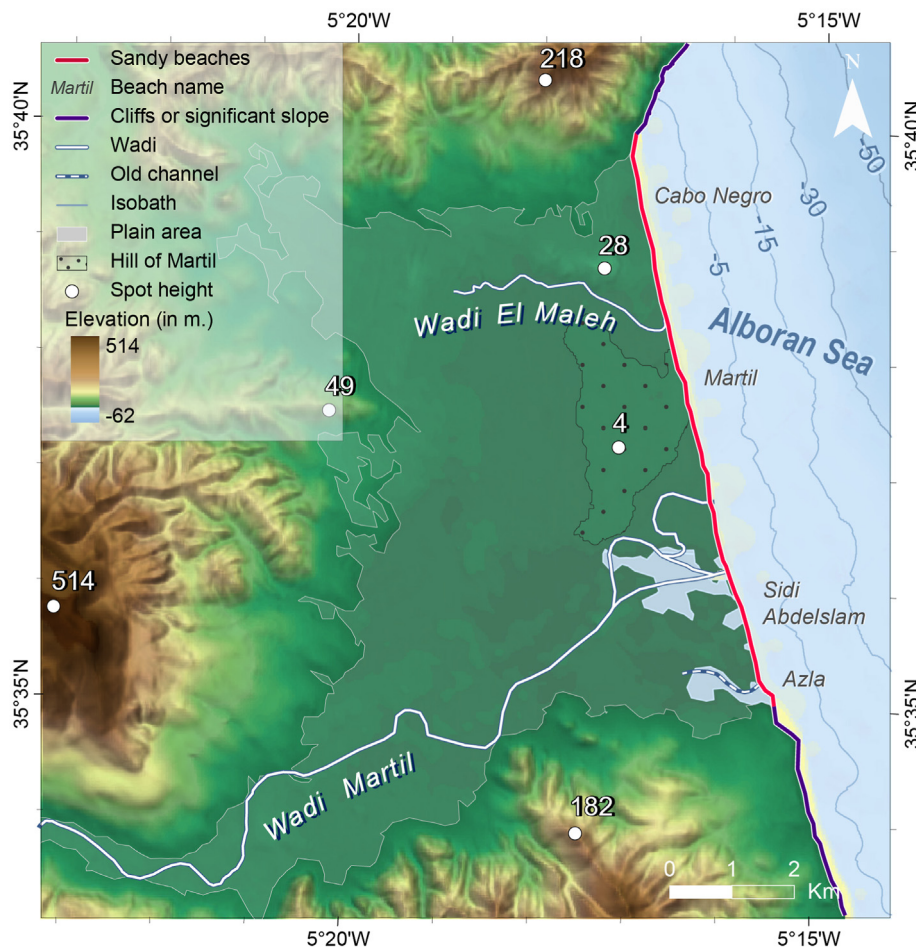 5°20'W
5°15'W
35°40'N
35°40'N
Sandy beaches
Martil
Beach name
Cliffs or significant slope
Wadi
Old channel
Isobath
Plain area
Hill of Martil
Spot height
Elevation (in m.)
514
-62
218
N
-50
-30
-15
-5
Cabo Negro
28
Wadi El Maleh
Alboran Sea
Martil
49
4
514
Sidi
Abdelslam
Azla
35°35'N
35°35'N
Wadi Martil
182
0
1
2
Km
5°20'W
5°15'W